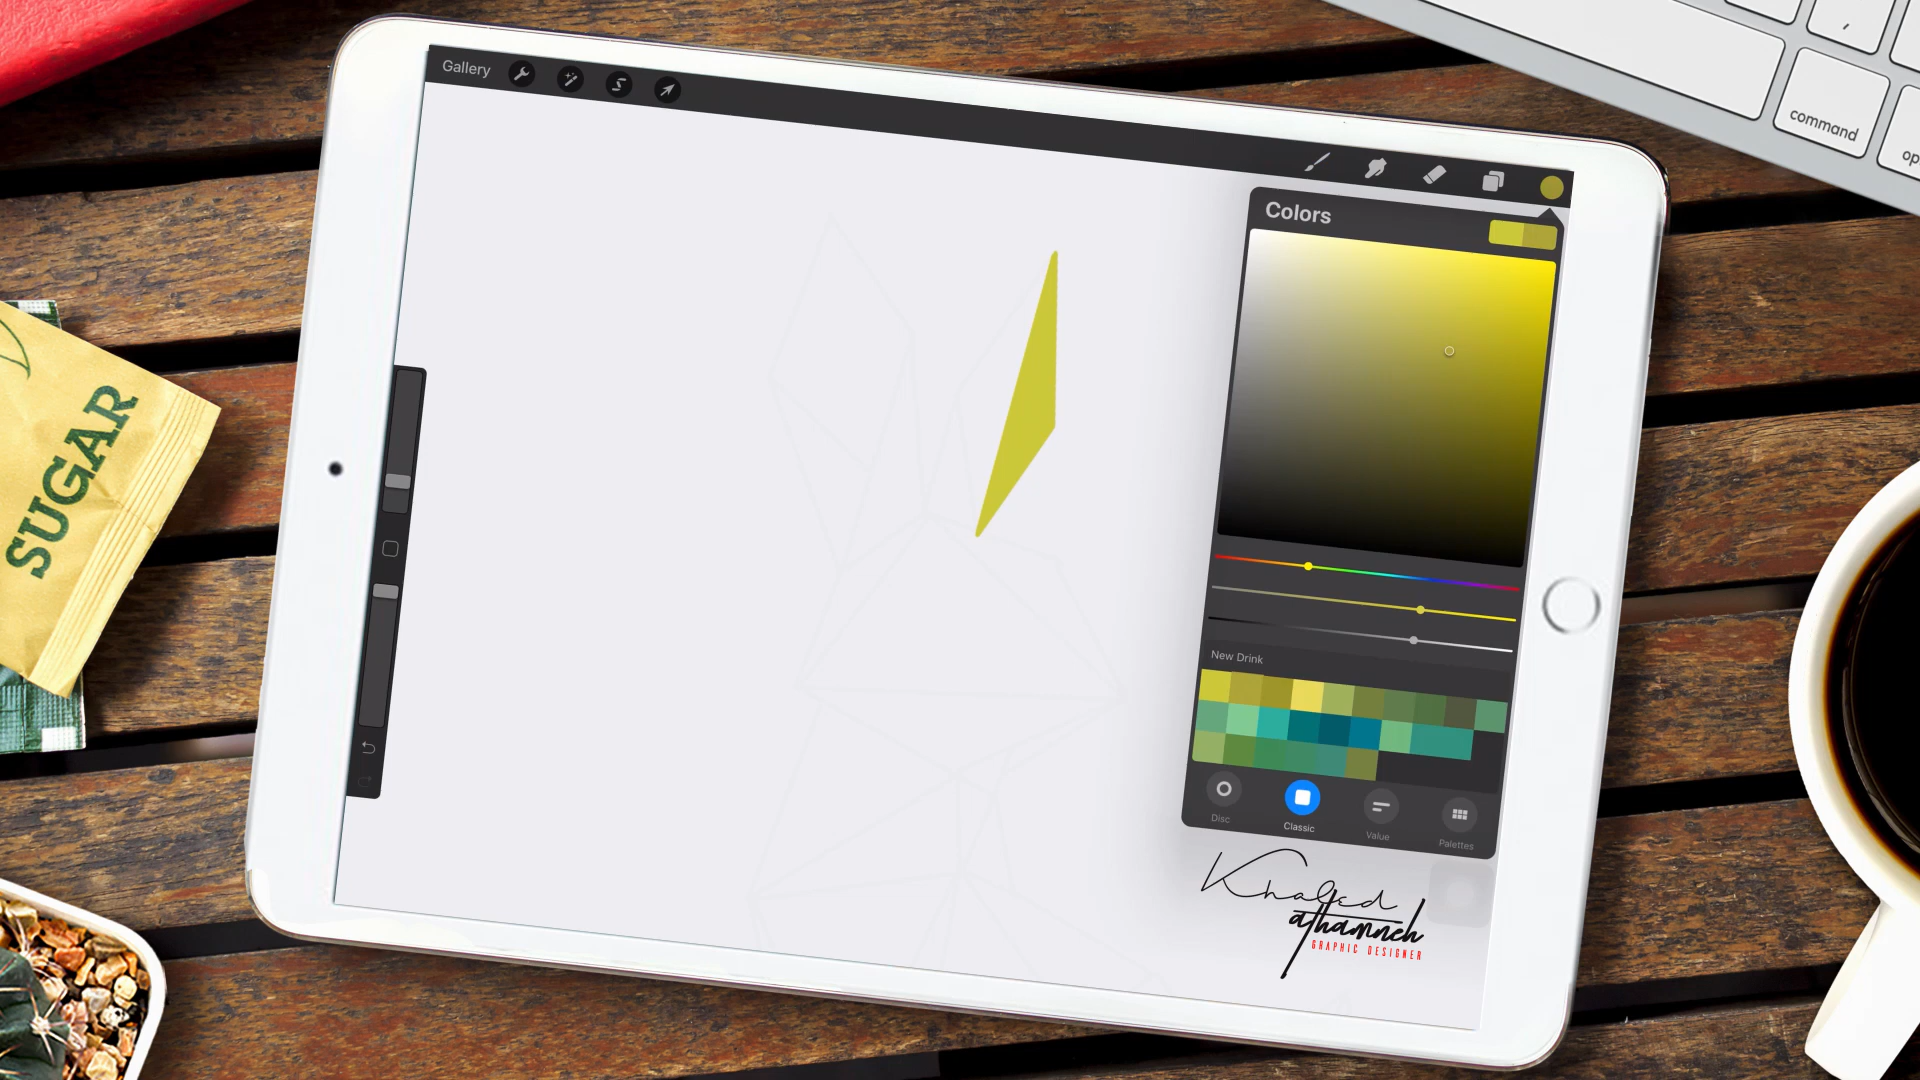 Gallery
command
op
,
Colors
SUGAR
New Drink
Disc
Classic
Value
Palettes
Khaled
athamneh
GRAPHIC DESIGNER